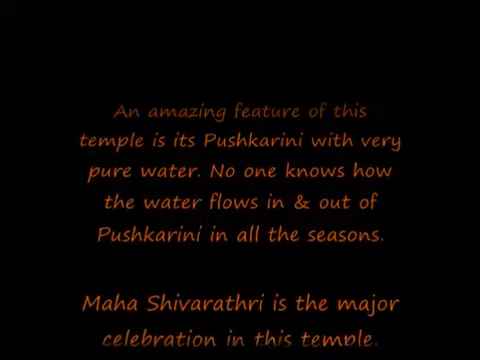 An amazing feature of this
temple is its Pushkarini with very
pure water. No one knows how
the water flows in & out of
Pushkarini in all the seasons.
Maha Shivarathri is the major
celebration in this temple.